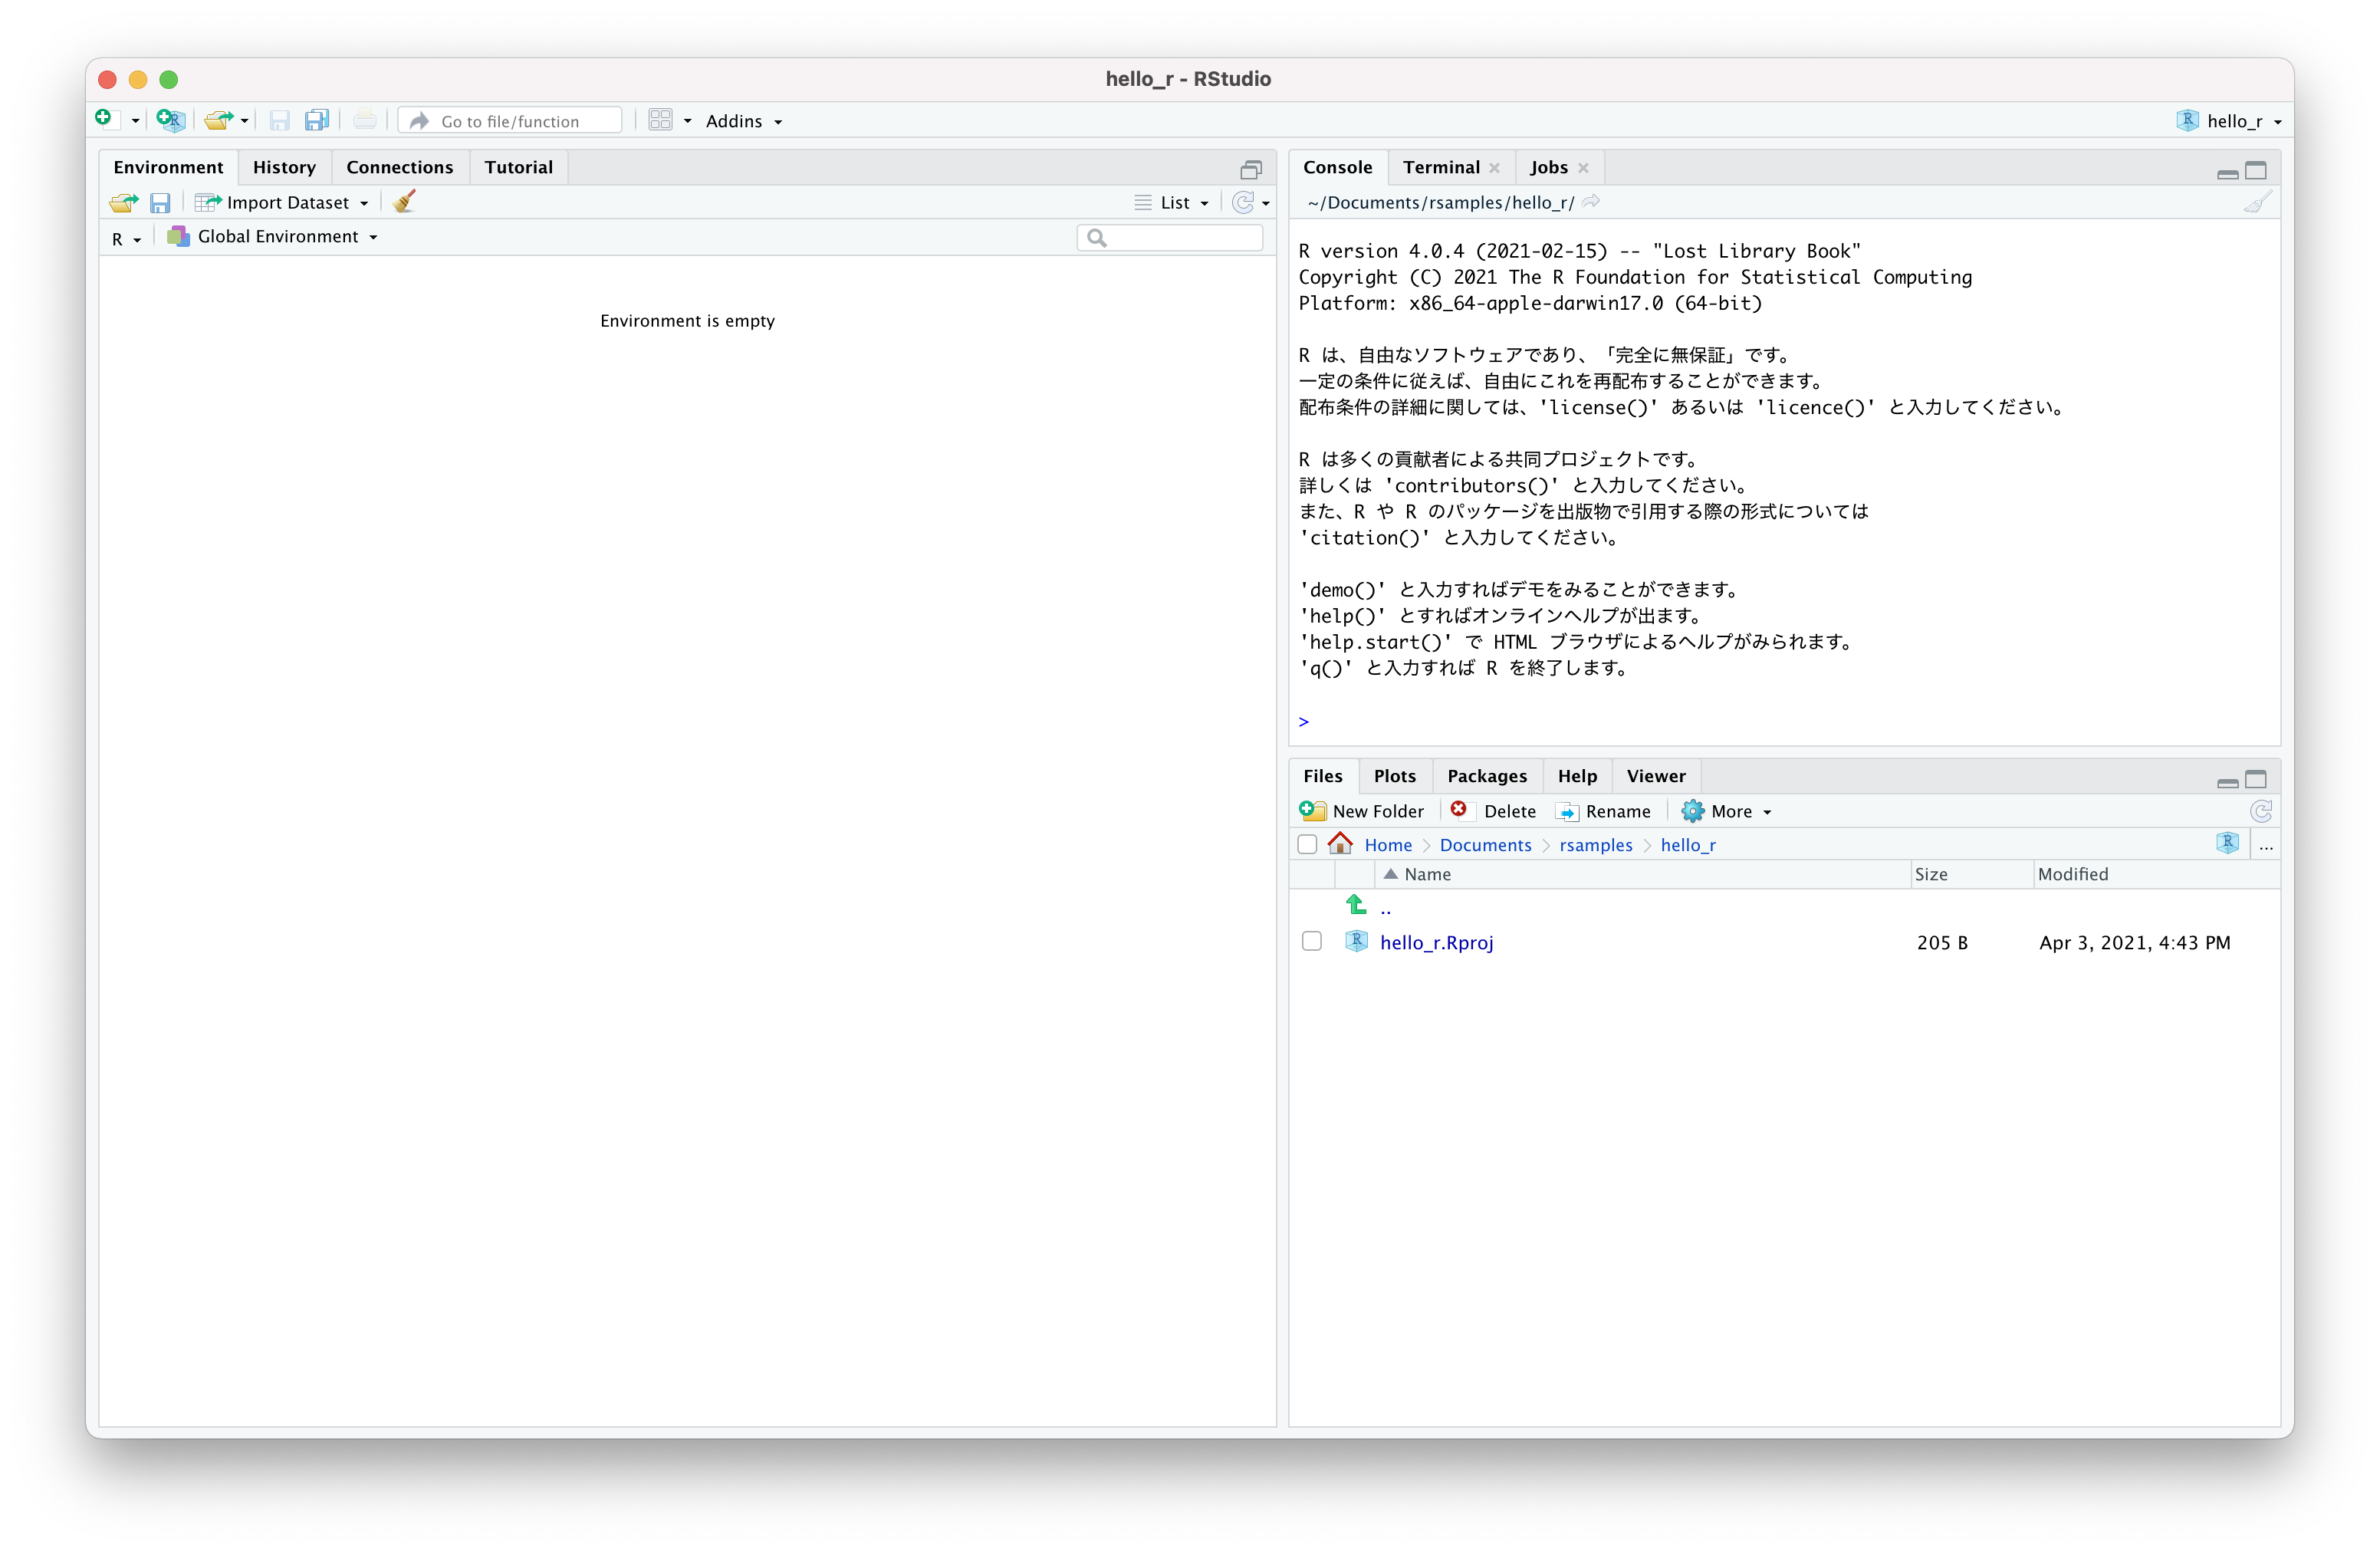 hello_r - RStudio
Go to file/function
Addins
hello_r
Environment
History
Connections
Tutorial
Import Dataset
List
R
Global Environment
Environment is empty
Console
Terminal
Jobs
~/Documents/rsamples/hello_r/
R version 4.0.4 (2021-02-15) -- "Lost Library Book"
Copyright (C) 2021 The R Foundation for Statistical Computing
Platform: x86_64-apple-darwin17.0 (64-bit)
R は、自由なソフトウェアであり、「完全に無保証」です。
一定の条件に従えば、自由にこれを再配布することができます。
配布条件の詳細に関しては、'license()' あるいは 'licence()' と入力してください。
R は多くの貢献者による共同プロジェクトです。
詳しくは 'contributors()' と入力してください。
また、R や R のパッケージを出版物で引用する際の形式については
'citation()' と入力してください。
'demo()' と入力すればデモをみることができます。
'help()' とすればオンラインヘルプが出ます。
'help.start()' で HTML ブラウザによるヘルプがみられます。
'q()' と入力すれば R を終了します。
>
Files
Plots
Packages
Help
Viewer
New Folder
Delete
Rename
More
Home
Documents
rsamples
hello_r
...
Name
Size
Modified
..
hello_r.Rproj
205 B
Apr 3, 2021, 4:43 PM